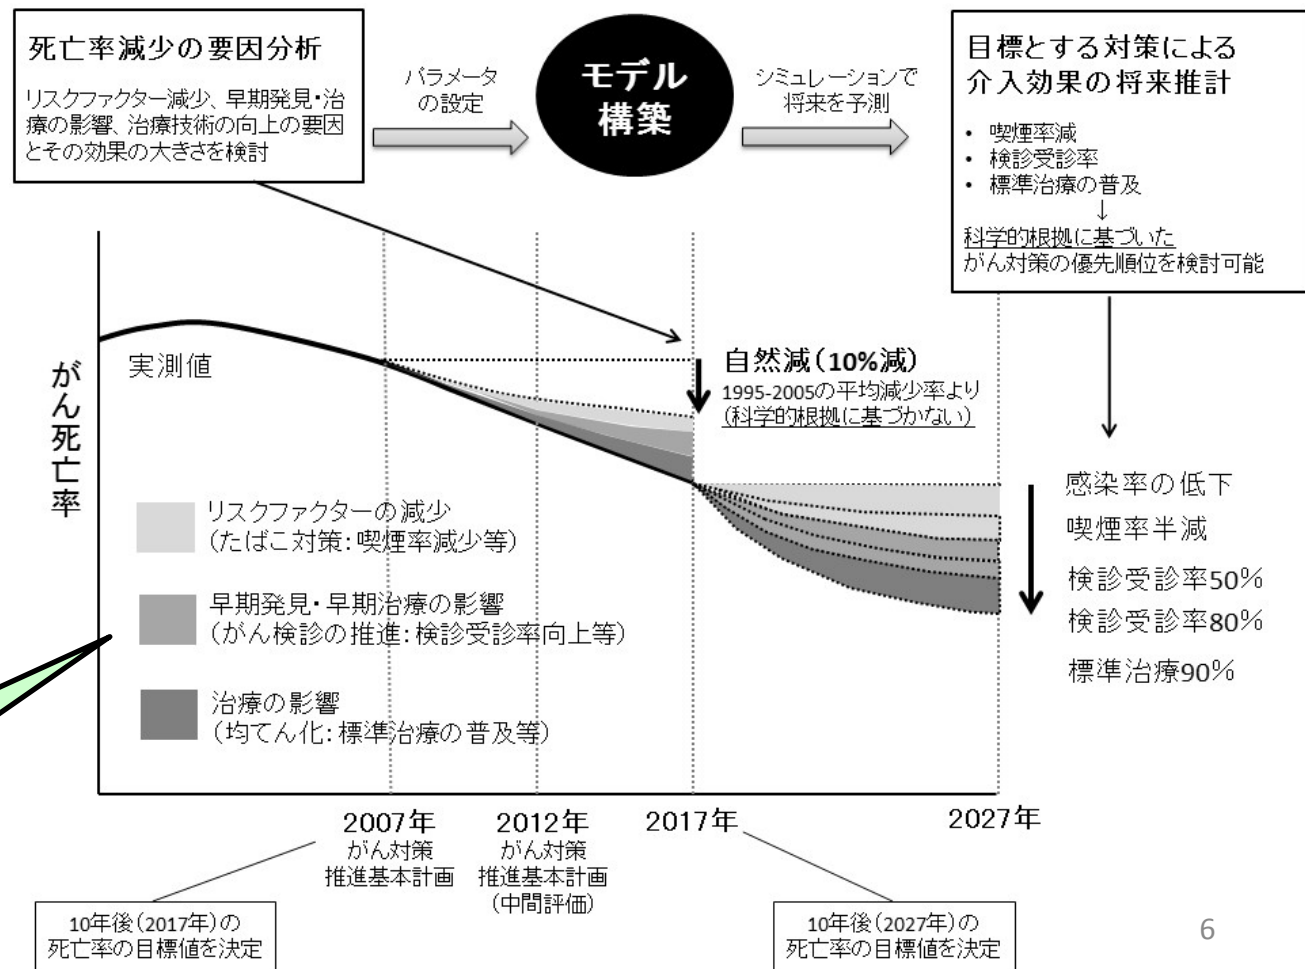 死亡率減少の要因分析
リスクファクター減少、早期発見・治
療の影響、治療技術の向上の要因
とその効果の大きさを検討
パラメータ
の設定
モデル
構築
シミュレーションで
将来を予測
目標とする対策による
介入効果の将来推計
• 喫煙率減
• 検診受診率
• 標準治療の普及
↓
科学的根拠に基づいた
がん対策の優先順位を検討可能
がん死亡率
実測値
自然減(10%減)
1995-2005の平均減少率より
(科学的根拠に基づかない)
リスクファクターの減少
(たばこ対策:喫煙率減少等)
早期発見・早期治療の影響
(がん検診の推進:検診受診率向上等)
治療の影響
(均てん化:標準治療の普及等)
感染率の低下
喫煙率半減
検診受診率50%
検診受診率80%
標準治療90%
2007年
がん対策
推進基本計画
2012年
がん対策
推進基本計画
(中間評価)
2017年
2027年
10年後(2017年)の
死亡率の目標値を決定
10年後(2027年)の
死亡率の目標値を決定
6